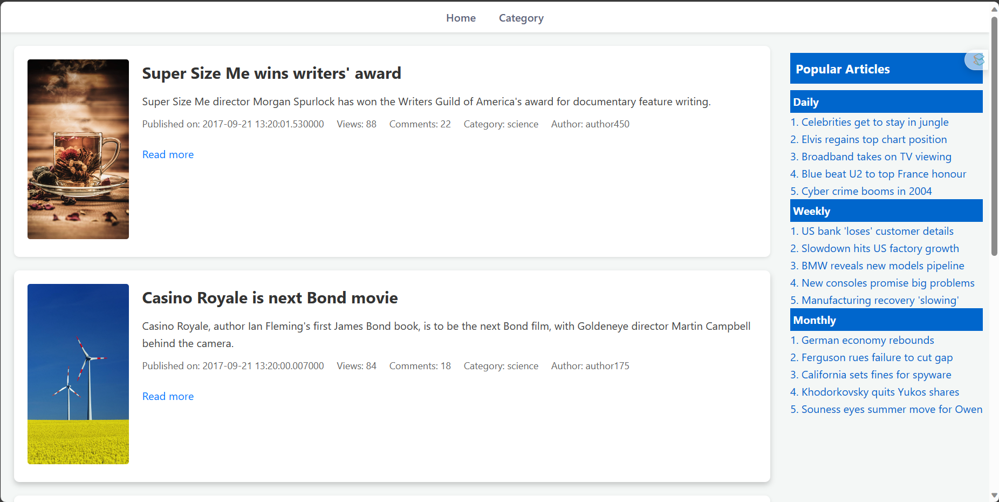 Home Category
Super Size Me wins writers' award
Super Size Me director Morgan Spurlock has won the Writers Guild of America's award for documentary feature writing.
Published on: 2017-09-21 13:20:01.530000 Views: 88 Comments: 22 Category: science Author: author450
Read more
Casino Royale is next Bond movie
Casino Royale, author Ian Fleming's first James Bond book, is to be the next Bond film, with Goldeneye director Martin Campbell
behind the camera.
Published on: 2017-09-21 13:20:00.007000 Views: 84 Comments: 18 Category: science Author: author175
Read more
Popular Articles
Daily
1. Celebrities get to stay in jungle
2. Elvis regains top chart position
3. Broadband takes on TV viewing
4. Blue beat U2 to top France honour
5. Cyber crime booms in 2004
Weekly
1. US bank 'loses' customer details
2. Slowdown hits US factory growth
3. BMW reveals new models pipeline
4. New consoles promise big problems
5. Manufacturing recovery 'slowing'
Monthly
1. German economy rebounds
2. Ferguson rues failure to cut gap
3. California sets fines for spyware
4. Khodorkovsky quits Yukos shares
5. Souness eyes summer move for Owen